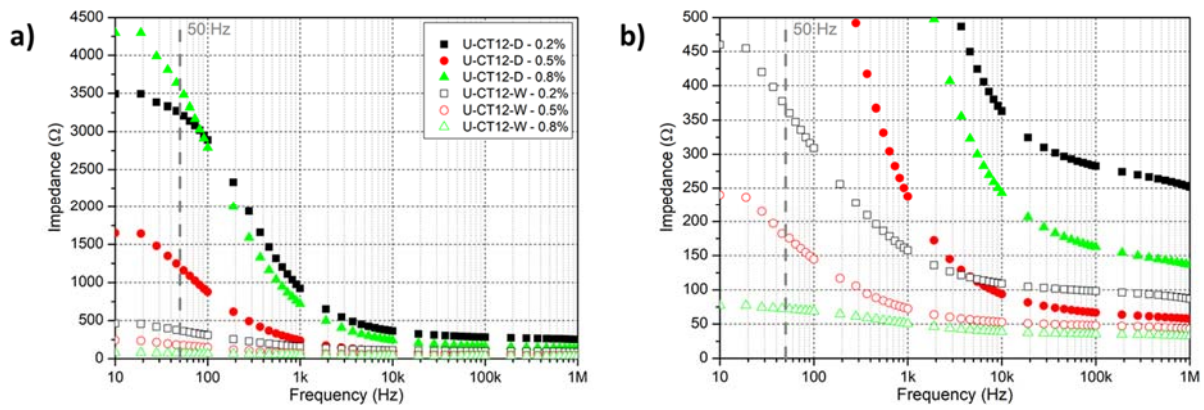 a)
4500
4000
3500
3000
2500
2000
1500
1000
500
0
Impedance (Ω)
50 Hz
U-CT12-D - 0.2%
U-CT12-D - 0.5%
U-CT12-D - 0.8%
U-CT12-W - 0.2%
U-CT12-W - 0.5%
U-CT12-W - 0.8%
10
100
1k
10k
100k
1M
Frequency (Hz)
b)
500
450
400
350
300
250
200
150
100
50
0
Impedance (Ω)
50 Hz
10
100
1k
10k
100k
1M
Frequency (Hz)